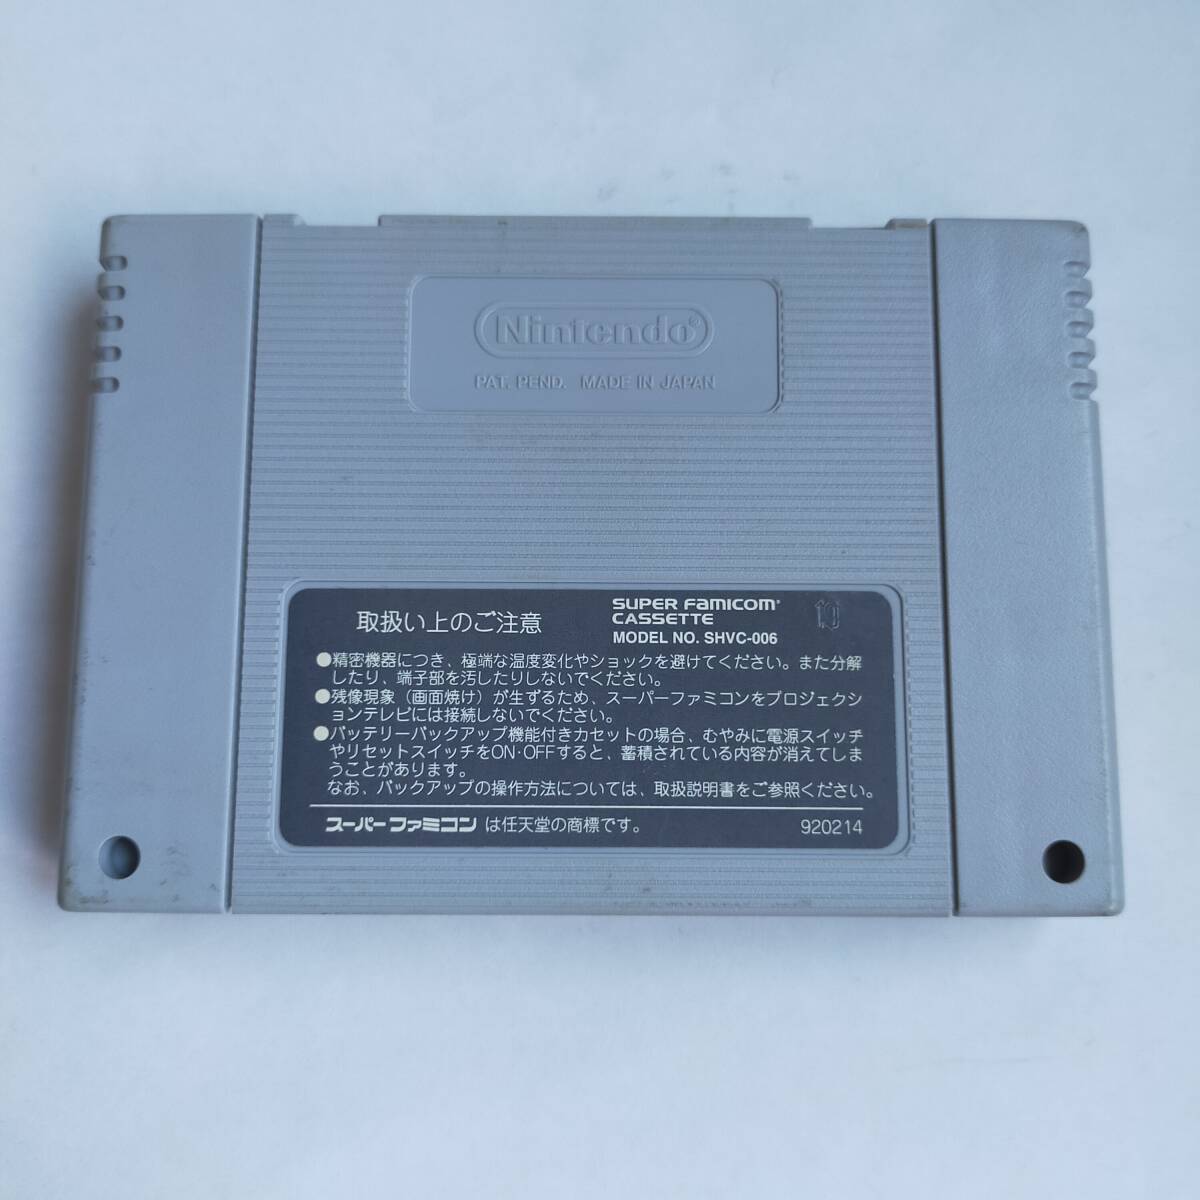 Nintendo®
PAT. PEND. MADE IN JAPAN
取扱い上のご注意
SUPER FAMICOM®
CASSETTE
MODEL NO. SHVC-006
10
●精密機器につき、極端な温度変化やショックを避けてください。また分解
したり、端子部を汚したりしないでください。
●残像現象（画面焼け）が生ずるため、スーパーファミコンをプロジェクシ
ョンテレビには接続しないでください。
●バッテリーバックアップ機能付きカセットの場合、むやみに電源スイッチ
やリセットスイッチをON·OFFすると、蓄積されている内容が消えてしま
うことがあります。
なお、バックアップの操作方法については、取扱説明書をご参照ください。
スーパーファミコン は任天堂の商標です。
920214